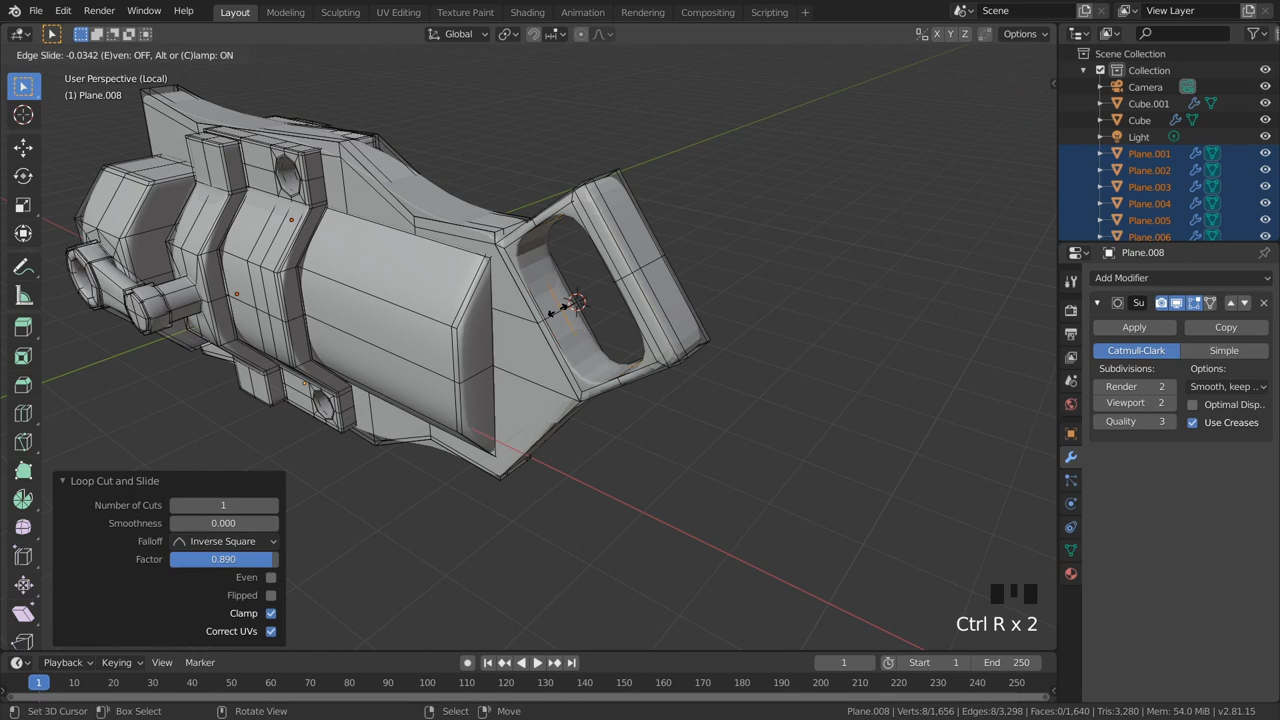 File Edit Render Window Help Layout Modeling Sculpting UV Editing Texture Paint Shading Animation Rendering Compositing Scripting + Scene View Layer
Global X Y Z Options
Edge Slide: -0.0342 (E)ven: OFF, Alt or (C)lamp: ON
User Perspective (Local)
(1) Plane.008
Scene Collection
Collection
Camera
Cube.001
Cube
Light
Plane.001
Plane.002
Plane.003
Plane.004
Plane.005
Plane.006
Plane.008
Add Modifier
Su
Apply Copy
Catmull-Clark Simple
Subdivisions: Options:
Render 2 Smooth, keep ..
Viewport 2 Optimal Disp..
Quality 3 Use Creases
Loop Cut and Slide
Number of Cuts 1
Smoothness 0.000
Falloff Inverse Square
Factor 0.890
Even
Flipped
Clamp
Correct UVs
Ctrl R x 2
Playback Keying View Marker 1 Start 1 End 250
1 10 20 30 40 50 60 70 80 90 100 110 120 130 140 150 160 170 180 190 200 210 220 230 240 250
Set 3D Cursor Box Select Rotate View Select Move Plane.008 | Verts:8/1,656 | Edges:8/3,298 | Faces:0/1,640 | Tris:3,280 | Mem: 54.0 MiB | v2.81.15